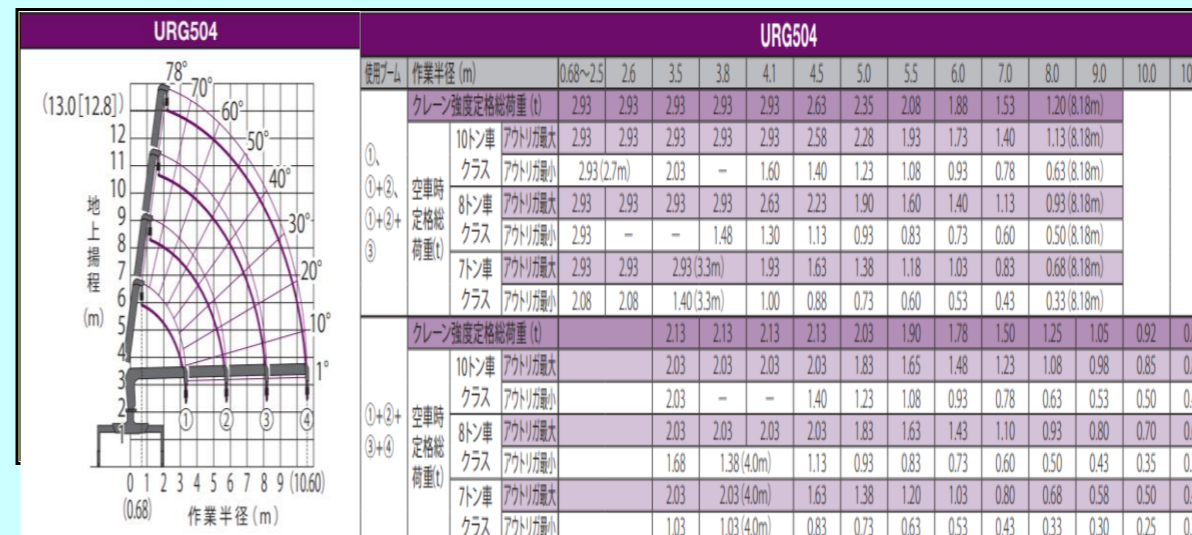 URG504
78°
70°
60°
50°
40°
30°
20°
10°
1°
(13.0[12.8])
12
11
10
9
8
7
6
5
4
3
2
1
地上揚程
(m)
① ② ③ ④
0 1 2 3 4 5 6 7 8 9 (10.60)
(0.68)
作業半径(m)
URG504
使用ブーム 作業半径(m) 0.68~2.5 2.6 3.5 3.8 4.1 4.5 5.0 5.5 6.0 7.0 8.0 9.0 10.0 10
①、
①+②、
①+②+
③
クレーン強度定格総荷重(t) 2.93 2.93 2.93 2.93 2.93 2.63 2.35 2.08 1.88 1.53 1.20(8.18m)
空車時
定格総
荷重(t)
10トン車
クラス
アウトリガ最大 2.93 2.93 2.93 2.93 2.93 2.58 2.28 1.93 1.73 1.40 1.13(8.18m)
アウトリガ最小 2.93(2.7m) 2.03 - 1.60 1.40 1.23 1.08 0.93 0.78 0.63(8.18m)
8トン車
クラス
アウトリガ最大 2.93 2.93 2.93 2.93 2.63 2.23 1.90 1.60 1.40 1.13 0.93(8.18m)
アウトリガ最小 2.93 - - 1.48 1.30 1.13 0.93 0.83 0.73 0.60 0.50(8.18m)
7トン車
クラス
アウトリガ最大 2.93 2.93 2.93(3.3m) 1.93 1.63 1.38 1.18 1.03 0.83 0.68(8.18m)
アウトリガ最小 2.08 2.08 1.40(3.3m) 1.00 0.88 0.73 0.60 0.53 0.43 0.33(8.18m)
①+②+
③+④
クレーン強度定格総荷重(t) 2.13 2.13 2.13 2.13 2.03 1.90 1.78 1.50 1.25 1.05 0.92 0.
空車時
定格総
荷重(t)
10トン車
クラス
アウトリガ最大 2.03 2.03 2.03 2.03 1.83 1.65 1.48 1.23 1.08 0.98 0.85 0.
アウトリガ最小 2.03 - - 1.40 1.23 1.08 0.93 0.78 0.63 0.53 0.50 0.
8トン車
クラス
アウトリガ最大 2.03 2.03 2.03 2.03 1.83 1.63 1.43 1.10 0.93 0.80 0.70 0.
アウトリガ最小 1.68 1.38(4.0m) 1.13 0.93 0.83 0.73 0.60 0.50 0.43 0.35 0.
7トン車
クラス
アウトリガ最大 2.03 2.03(4.0m) 1.63 1.38 1.20 1.03 0.80 0.68 0.58 0.50 0.
アウトリガ最小 1.03 1.03(4.0m) 0.83 0.73 0.63 0.53 0.43 0.33 0.30 0.25 0.